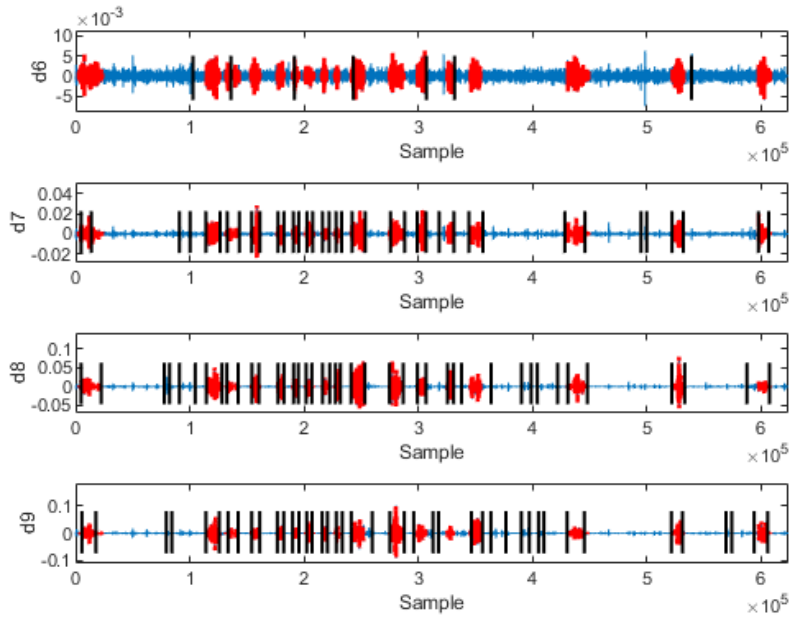 ×10⁻³
10
5
0
-5
d6
0 1 2 3 4 5 6
Sample
×10⁵
0.04
0.02
0
-0.02
d7
0 1 2 3 4 5 6
Sample
×10⁵
0.1
0.05
0
-0.05
d8
0 1 2 3 4 5 6
Sample
×10⁵
0.1
0
-0.1
d9
0 1 2 3 4 5 6
Sample
×10⁵